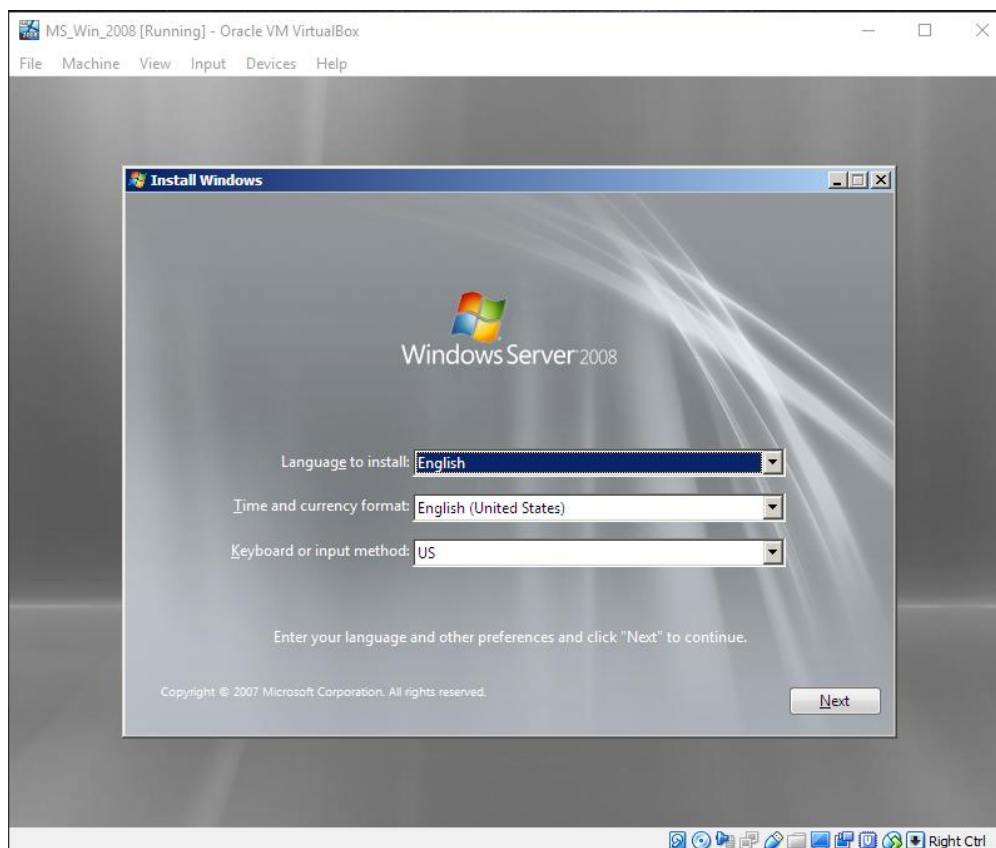 MS_Win_2008 [Running] - Oracle VM VirtualBox
File Machine View Input Devices Help
Install Windows
Windows Server 2008
Language to install: English
Time and currency format: English (United States)
Keyboard or input method: US
Enter your language and other preferences and click "Next" to continue.
Copyright © 2007 Microsoft Corporation. All rights reserved.
Next
Right Ctrl